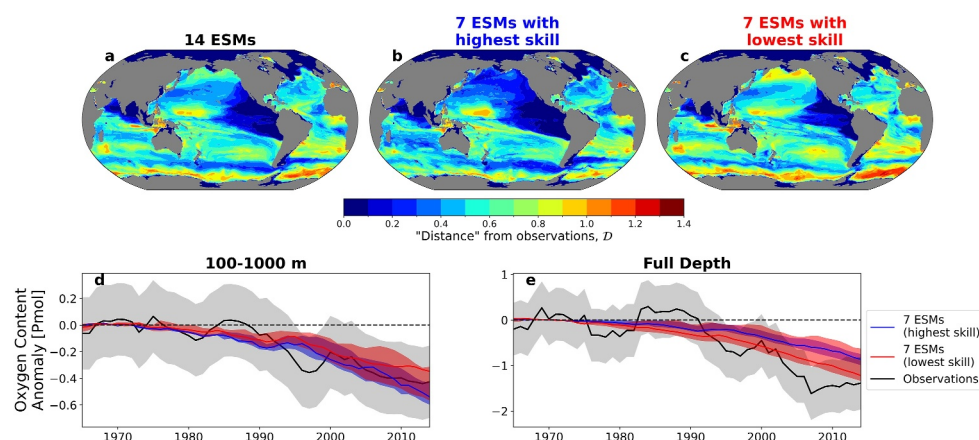 14 ESMs
7 ESMs with
highest skill
7 ESMs with
lowest skill
a
b
c
0.0 0.2 0.4 0.6 0.8 1.0 1.2 1.4
"Distance" from observations, 𝒟
100-1000 m
Full Depth
Oxygen Content
Anomaly [Pmol]
d
0.2
0.0
−0.2
−0.4
−0.6
1970 1980 1990 2000 2010
e
1
0
−1
−2
1970 1980 1990 2000 2010
7 ESMs
(highest skill)
7 ESMs
(lowest skill)
Observations